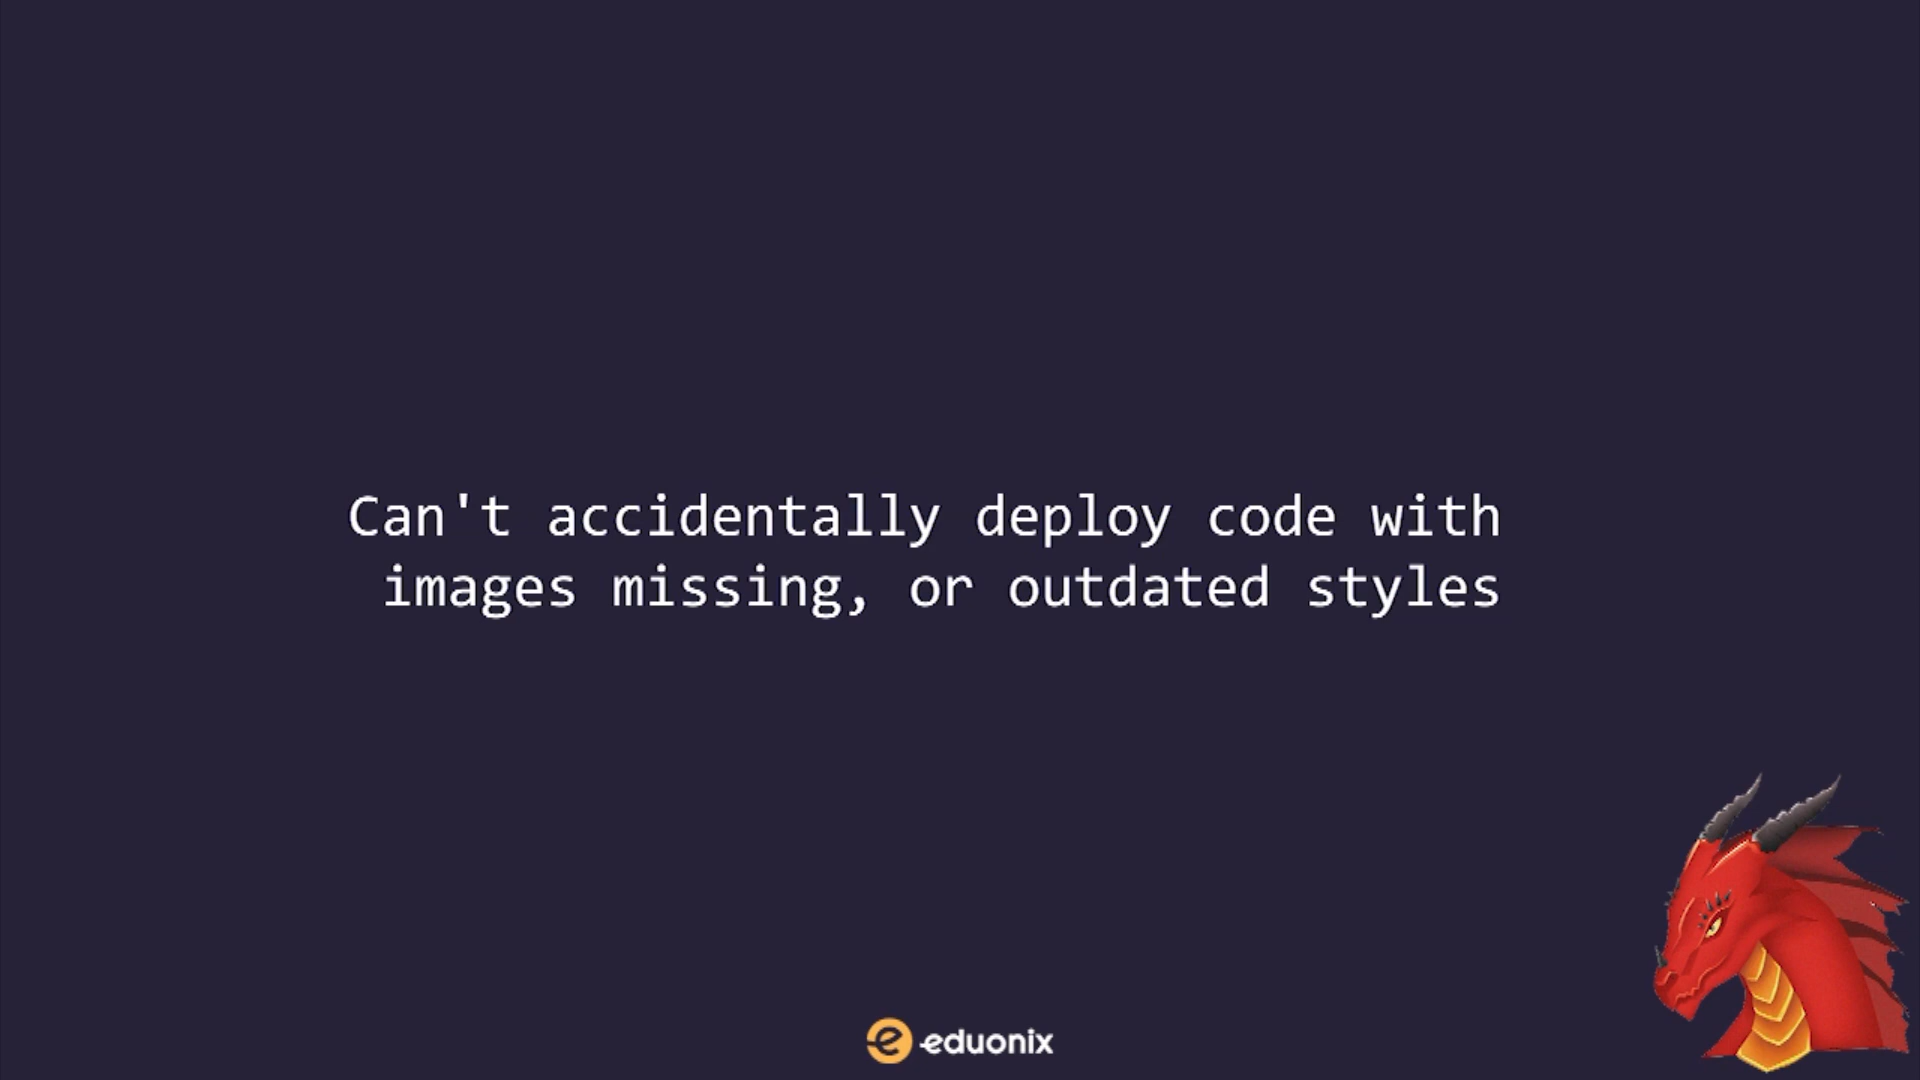 Can't accidentally deploy code with
images missing, or outdated styles
eduonix